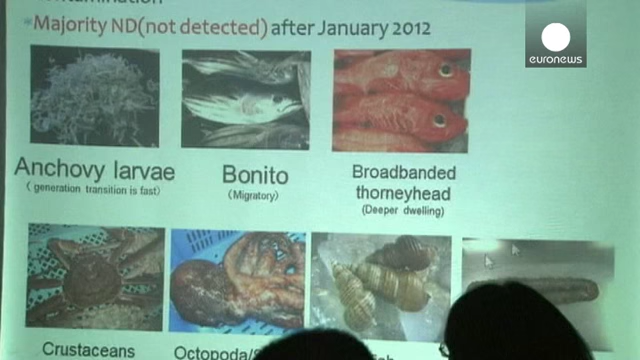 Majority ND(not detected) after January 2012
euronews
Anchovy larvae
( generation transition is fast)
Bonito
(Migratory)
Broadbanded
thorneyhead
(Deeper dwelling)
Crustaceans